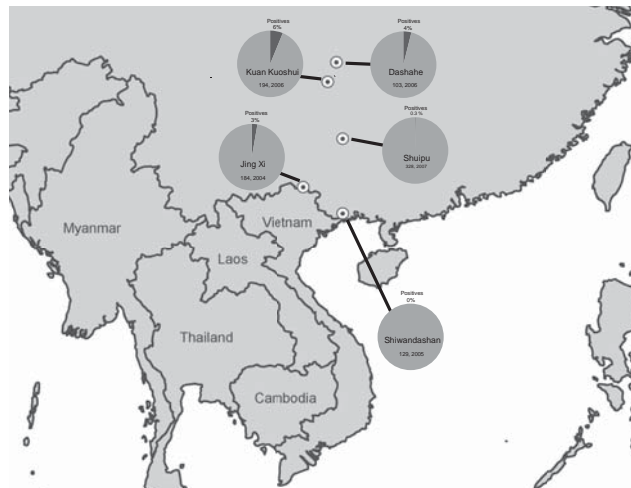 Positives
6%
Kuan Kuoshui
194, 2006
Positives
4%
Dashahe
103, 2006
Positives
3%
Jing Xi
184, 2004
Positives
0.3 %
Shuipu
328, 2007
Positives
0%
Shiwandashan
129, 2005
Myanmar
Vietnam
Laos
Thailand
Cambodia